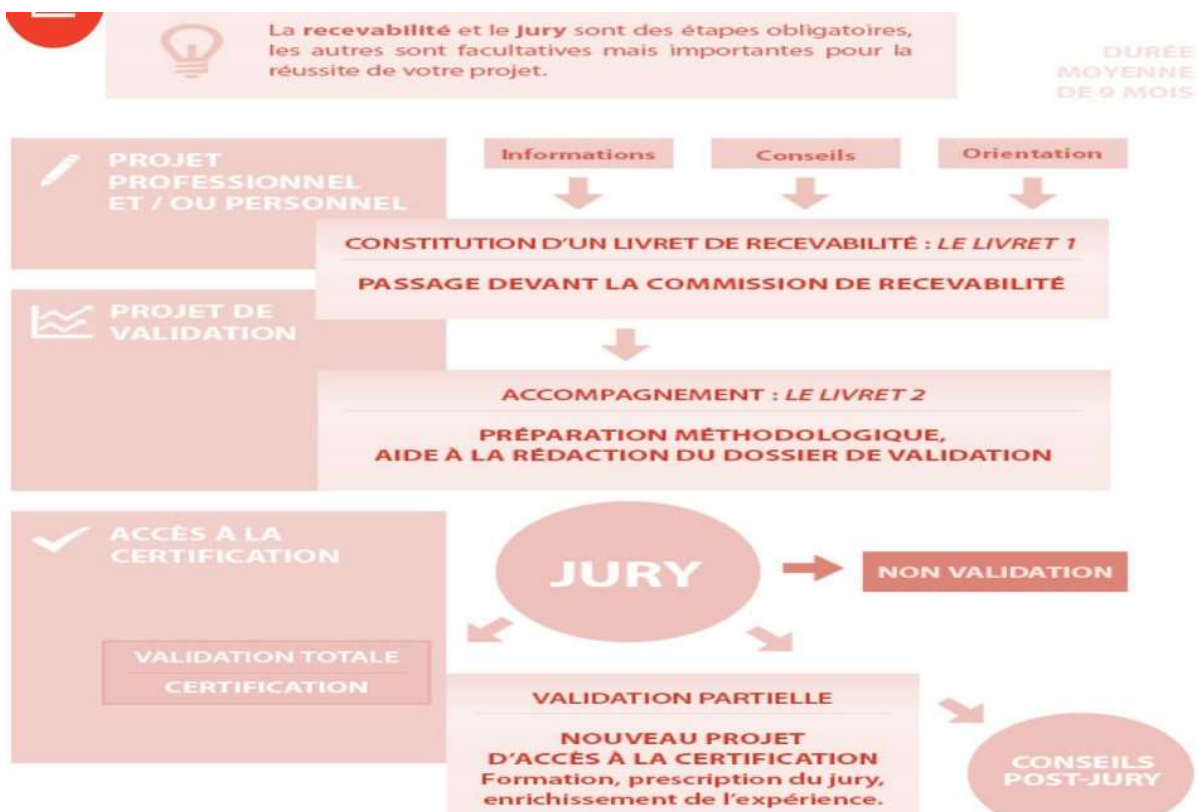 La recevabilité et le jury sont des étapes obligatoires,
les autres sont facultatives mais importantes pour la
réussite de votre projet.
DURÉE
MOYENNE
DE 9 MOIS
PROJET
PROFESSIONNEL
ET / OU PERSONNEL
Informations
Conseils
Orientation
CONSTITUTION D'UN LIVRET DE RECEVABILITÉ : LE LIVRET 1
PASSAGE DEVANT LA COMMISSION DE RECEVABILITÉ
PROJET DE
VALIDATION
ACCOMPAGNEMENT : LE LIVRET 2
PRÉPARATION MÉTHODOLOGIQUE,
AIDE À LA RÉDACTION DU DOSSIER DE VALIDATION
ACCÈS À LA
CERTIFICATION
JURY
NON VALIDATION
VALIDATION TOTALE
CERTIFICATION
VALIDATION PARTIELLE
NOUVEAU PROJET
D'ACCÈS À LA CERTIFICATION
Formation, prescription du jury,
enrichissement de l'expérience.
CONSEILS
POST-JURY